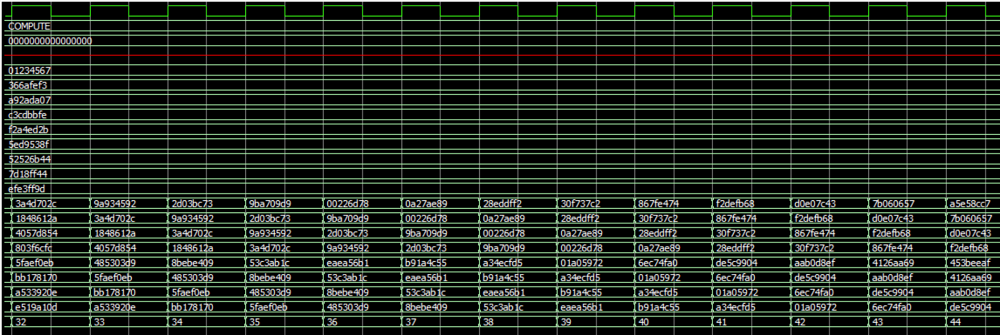 COMPUTE
0000000000000000
01234567
366afef3
a92ada07
c3cdbbfe
f2a4ed2b
5ed9538f
52526b44
7d18ff44
efe3ff9d
3a4d702c 9a934592 2d03bc73 9ba709d9 00226d78 0a27ae89 28eddff2 30f737c2 867fe474 f2defb68 d0e07c43 7b060657 a5e58cc7
1848612a 3a4d702c 9a934592 2d03bc73 9ba709d9 00226d78 0a27ae89 28eddff2 30f737c2 867fe474 f2defb68 d0e07c43 7b060657
4057d854 1848612a 3a4d702c 9a934592 2d03bc73 9ba709d9 00226d78 0a27ae89 28eddff2 30f737c2 867fe474 f2defb68 d0e07c43
803f6cfc 4057d854 1848612a 3a4d702c 9a934592 2d03bc73 9ba709d9 00226d78 0a27ae89 28eddff2 30f737c2 867fe474 f2defb68
5faef0eb 485303d9 8bebe409 53c3ab1c eaea56b1 b91a4c55 a34ecfd5 01a05972 6ec74fa0 de5c9904 aab0d8ef 4126aa69 453beeaf
bb178170 5faef0eb 485303d9 8bebe409 53c3ab1c eaea56b1 b91a4c55 a34ecfd5 01a05972 6ec74fa0 de5c9904 aab0d8ef 4126aa69
a533920e bb178170 5faef0eb 485303d9 8bebe409 53c3ab1c eaea56b1 b91a4c55 a34ecfd5 01a05972 6ec74fa0 de5c9904 aab0d8ef
e519a10d a533920e bb178170 5faef0eb 485303d9 8bebe409 53c3ab1c eaea56b1 b91a4c55 a34ecfd5 01a05972 6ec74fa0 de5c9904
32 33 34 35 36 37 38 39 40 41 42 43 44